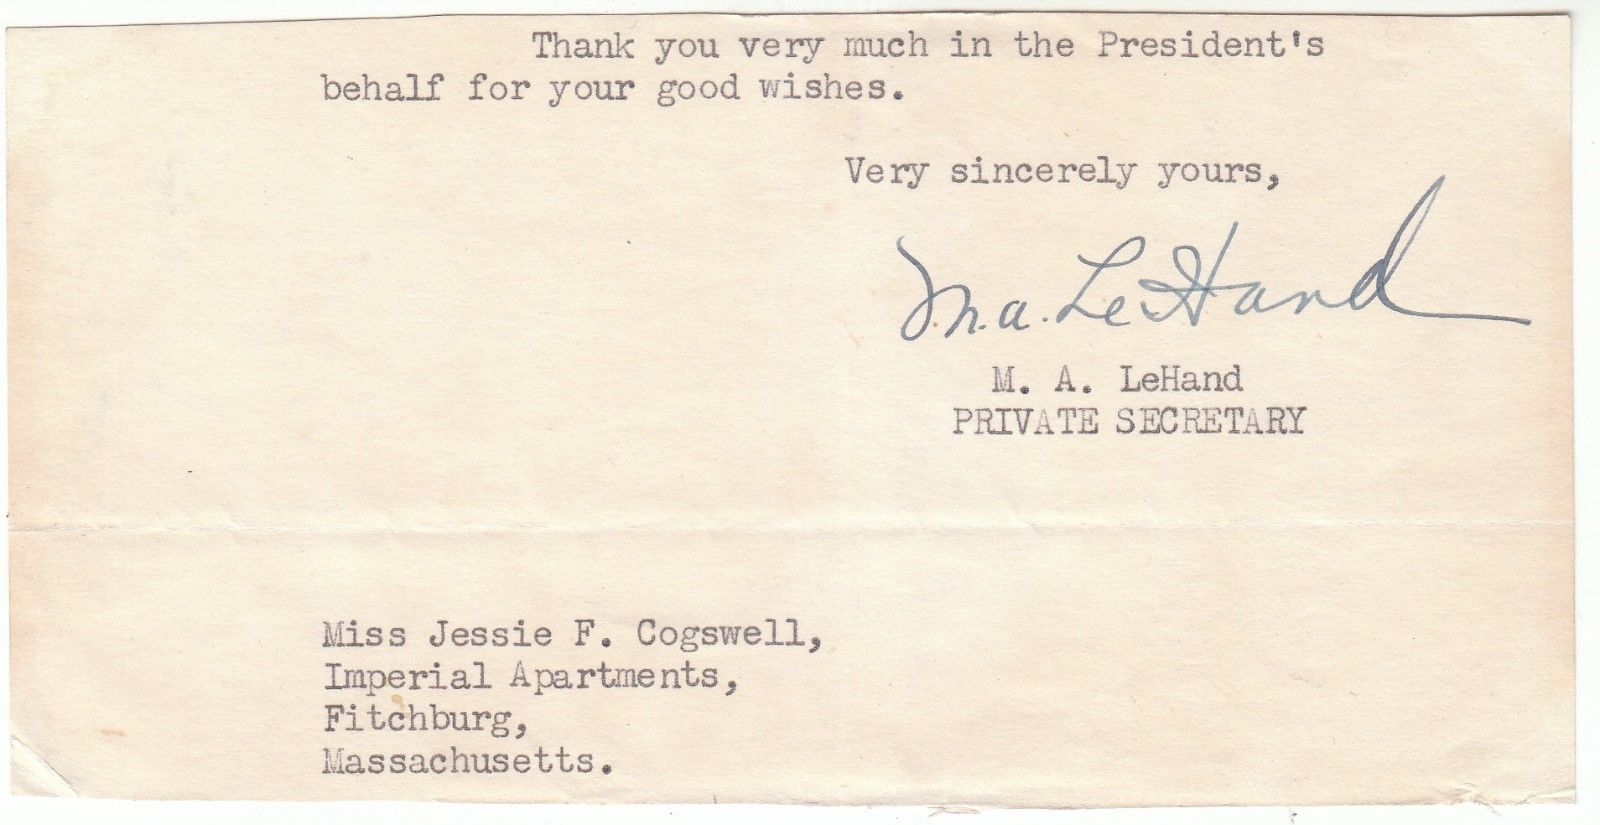 Thank you very much in the President's
behalf for your good wishes.
Very sincerely yours,
M. A. LeHand
M. A. LeHand
PRIVATE SECRETARY
Miss Jessie F. Cogswell,
Imperial Apartments,
Fitchburg,
Massachusetts.